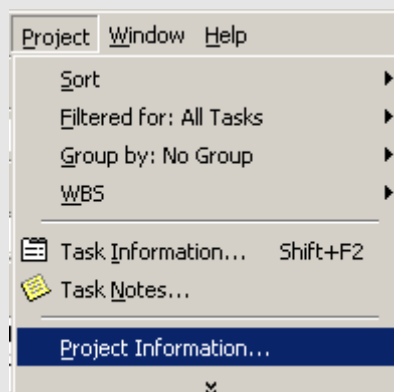 Project Window Help
Sort
Filtered for: All Tasks
Group by: No Group
WBS
Task Information... Shift+F2
Task Notes...
Project Information...